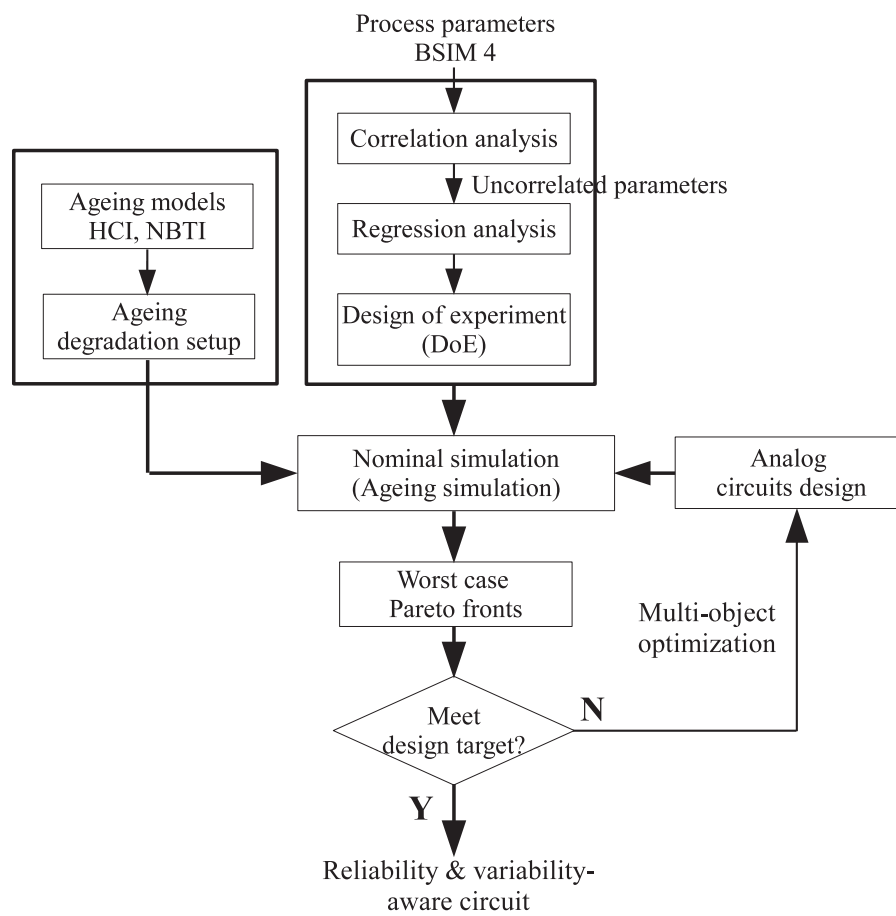 Process parameters
BSIM 4
Correlation analysis
Uncorrelated parameters
Ageing models
HCI, NBTI
Regression analysis
Ageing
degradation setup
Design of experiment
(DoE)
Nominal simulation
(Ageing simulation)
Analog
circuits design
Worst case
Pareto fronts
Multi-object
optimization
Meet
design target?
N
Y
Reliability & variability-
aware circuit